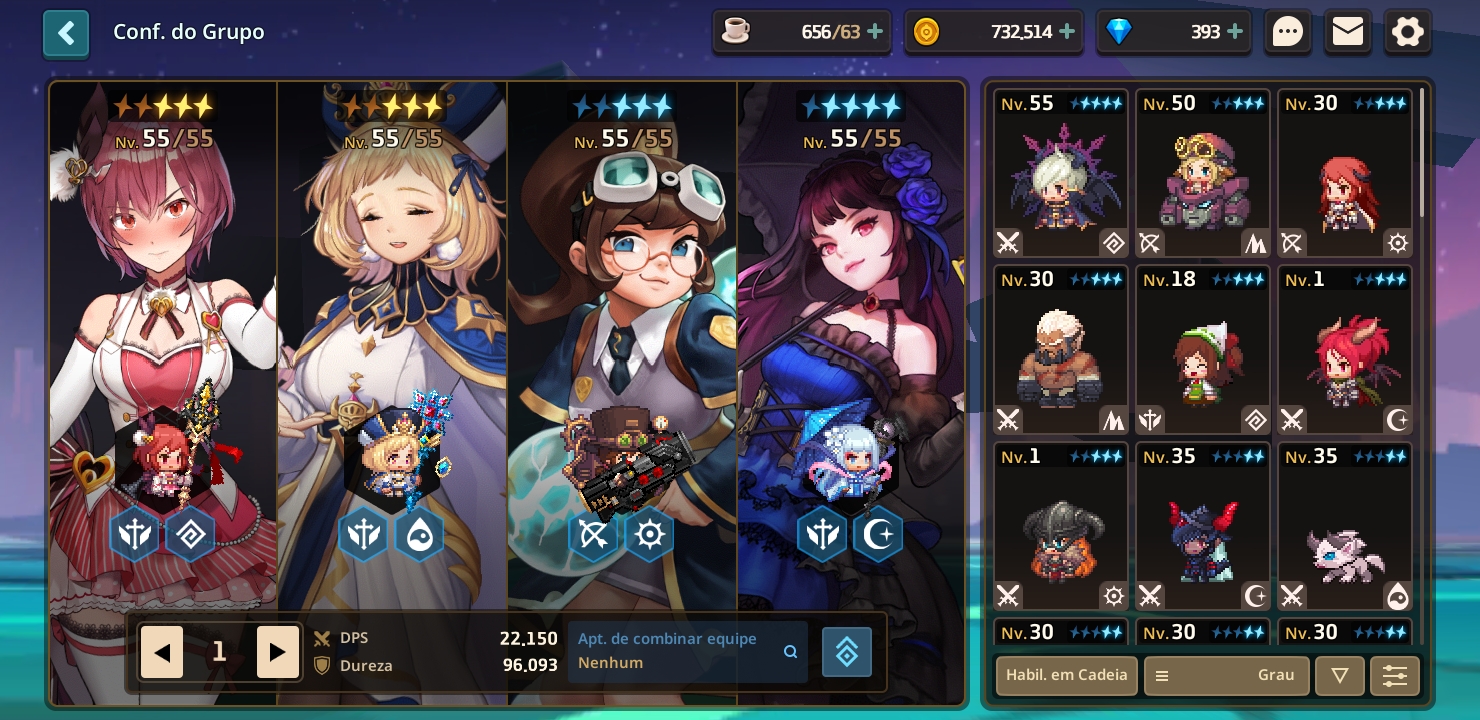 Conf. do Grupo
656/63
732,514
393
Nv. 55/55
Nv. 55/55
Nv. 55/55
Nv. 55/55
Nv. 55
Nv. 50
Nv. 30
Nv. 30
Nv. 18
Nv. 1
Nv. 1
Nv. 35
Nv. 35
Nv. 30
Nv. 30
Nv. 30
1
DPS 22,150
Dureza 96,093
Apt. de combinar equipe
Nenhum
Habil. em Cadeia
Grau